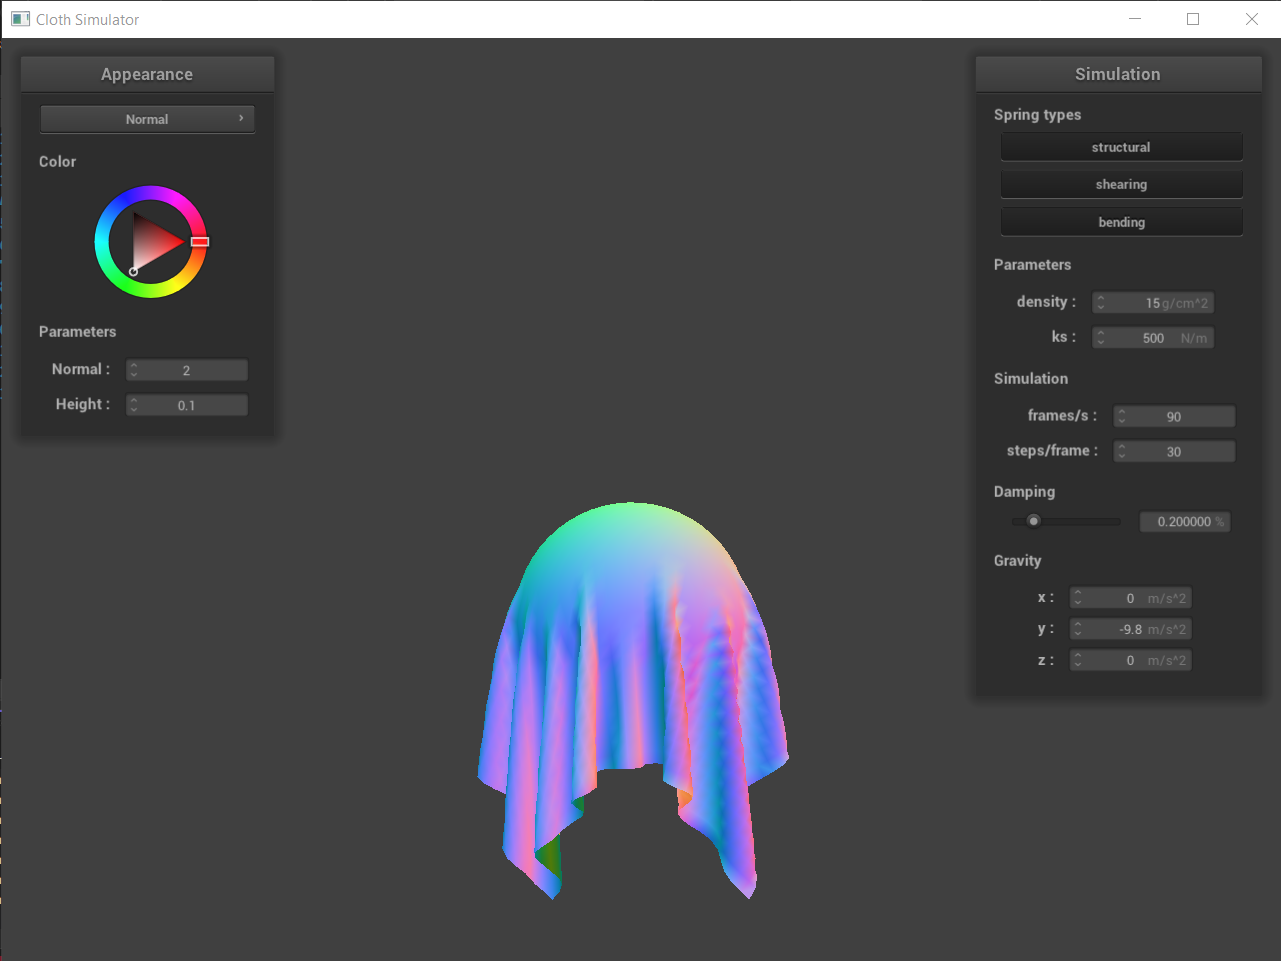 Cloth Simulator
Appearance
Normal
Color
Parameters
Normal : 2
Height : 0.1
Simulation
Spring types
structural
shearing
bending
Parameters
density : 15 g/cm^2
ks : 500 N/m
Simulation
frames/s : 90
steps/frame : 30
Damping
0.200000 %
Gravity
x : 0 m/s^2
y : -9.8 m/s^2
z : 0 m/s^2